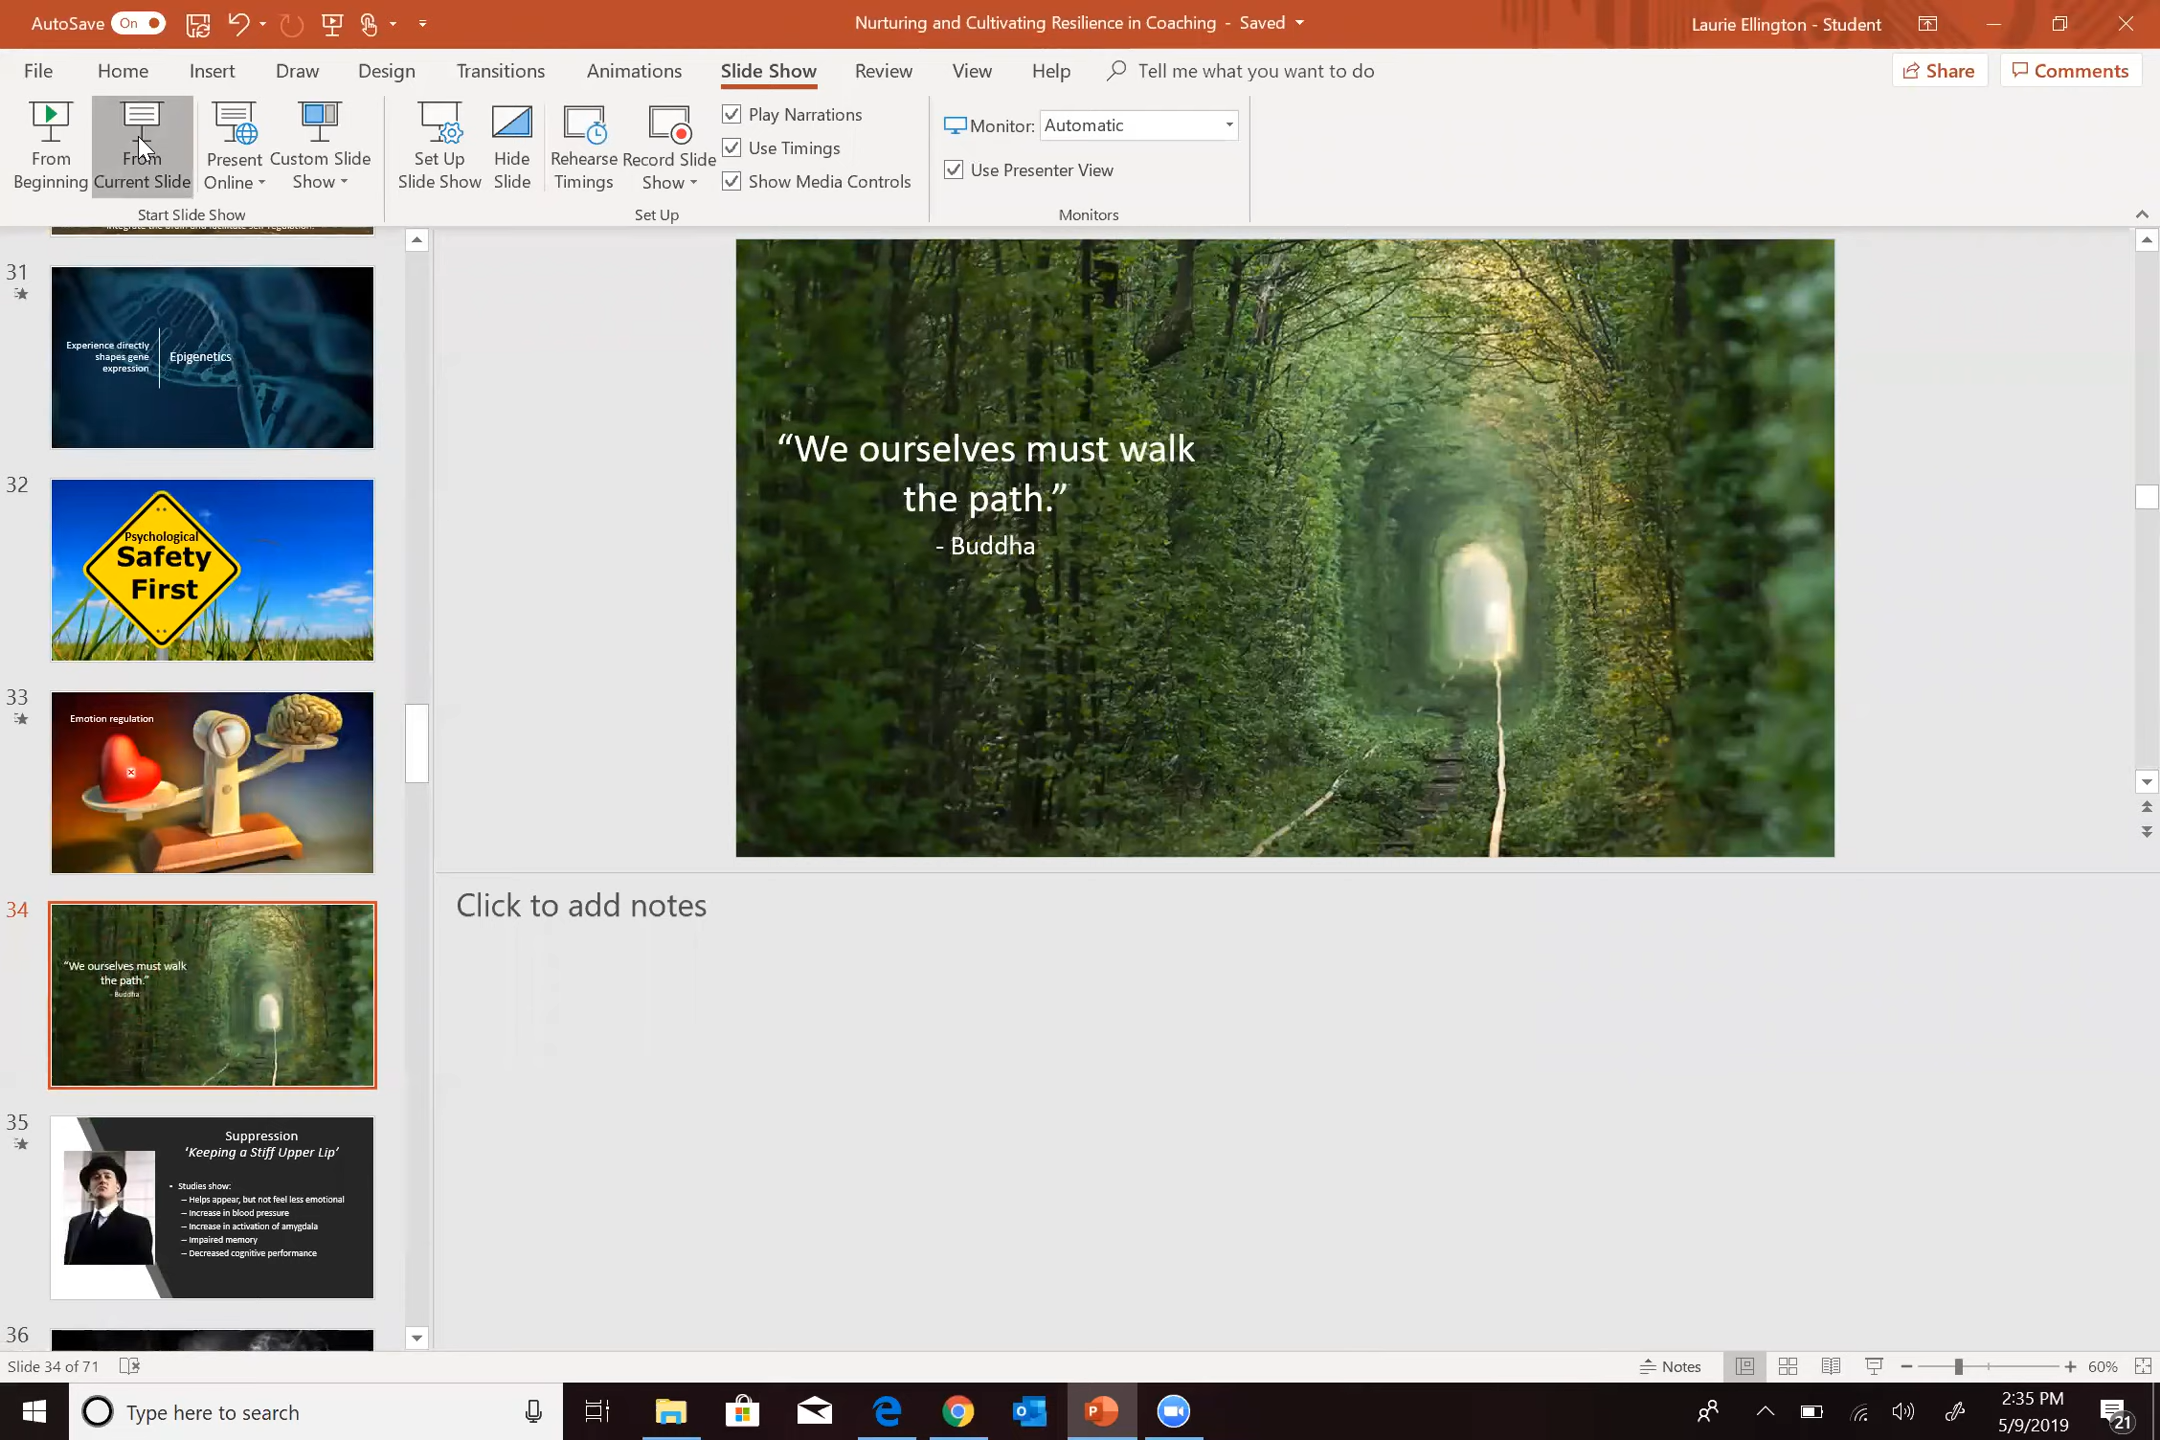 AutoSave On
Nurturing and Cultivating Resilience in Coaching - Saved
Laurie Ellington - Student
File Home Insert Draw Design Transitions Animations Slide Show Review View Help Tell me what you want to do
Share Comments
From Beginning
From Current Slide
Present Online
Custom Slide Show
Set Up Slide Show
Hide Slide
Rehearse Timings
Record Slide Show
Play Narrations
Use Timings
Show Media Controls
Monitor: Automatic
Use Presenter View
Start Slide Show
Set Up
Monitors
integrate the brain and facilitate self-regulation.
31
Experience directly
shapes gene
expression
Epigenetics
32
Psychological
Safety
First
33
Emotion regulation
34
“We ourselves must walk
the path.”
- Buddha
35
Suppression
‘Keeping a Stiff Upper Lip’
• Studies show:
– Helps appear, but not feel less emotional
– Increase in blood pressure
– Increase in activation of amygdala
– Impaired memory
– Decreased cognitive performance
36
“We ourselves must walk
the path.”
- Buddha
Click to add notes
Slide 34 of 71
Notes
60%
Type here to search
2:35 PM
5/9/2019
21